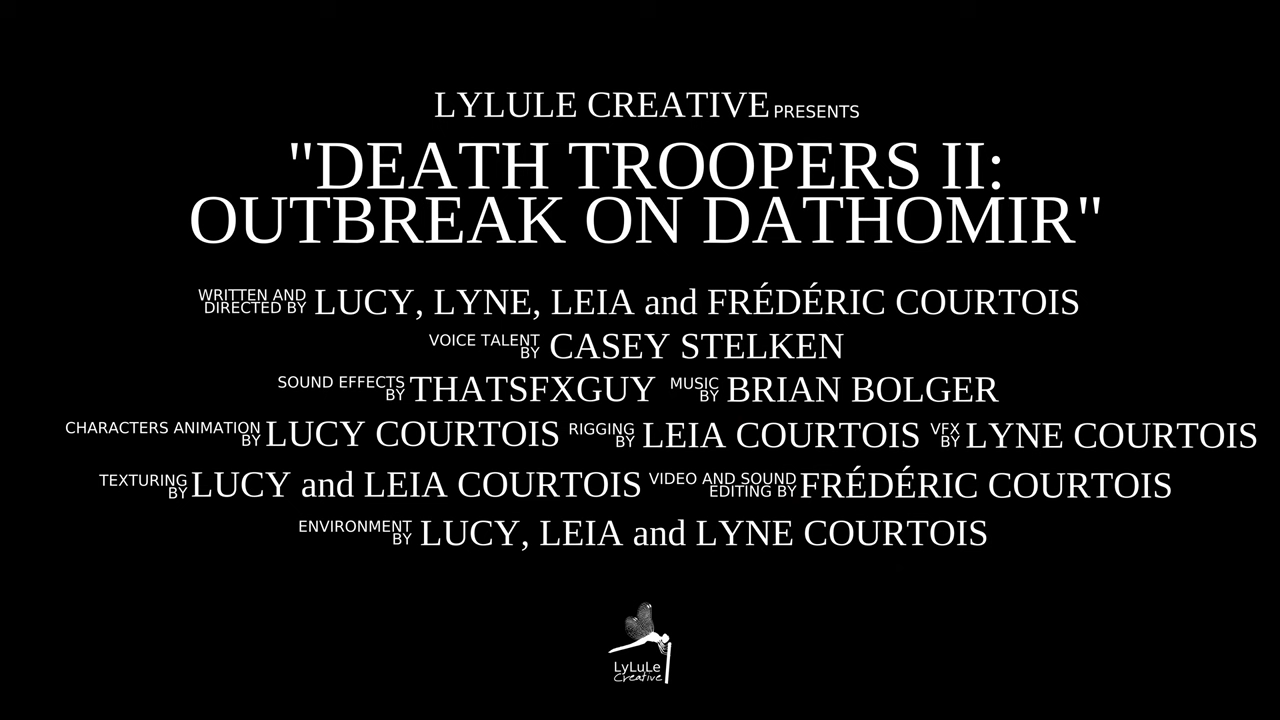 LYLULE CREATIVE PRESENTS
"DEATH TROOPERS II:
OUTBREAK ON DATHOMIR"
WRITTEN AND DIRECTED BY LUCY, LYNE, LEIA and FRÉDÉRIC COURTOIS
VOICE TALENT BY CASEY STELKEN
SOUND EFFECTS BY THATSFXGUY MUSIC BY BRIAN BOLGER
CHARACTERS ANIMATION BY LUCY COURTOIS RIGGING BY LEIA COURTOIS VFX BY LYNE COURTOIS
TEXTURING BY LUCY and LEIA COURTOIS VIDEO AND SOUND EDITING BY FRÉDÉRIC COURTOIS
ENVIRONMENT BY LUCY, LEIA and LYNE COURTOIS
LyLuLe
Creative